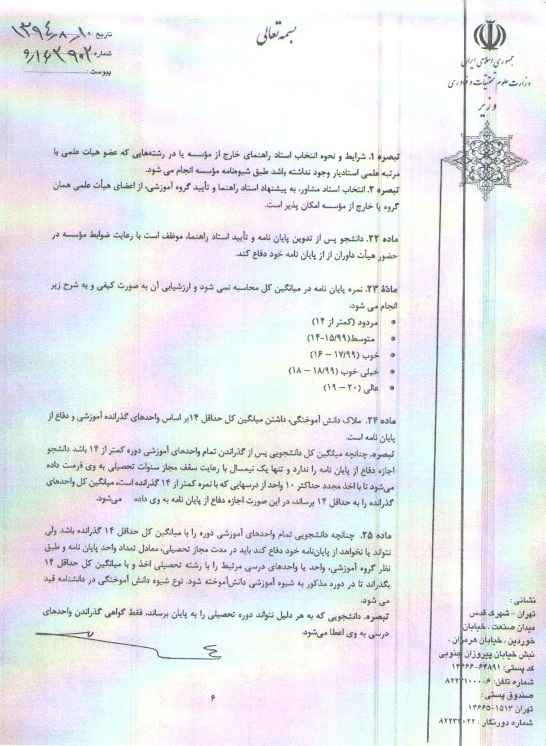 بسمه تعالی
جمهوری اسلامی ایران
وزارت علوم تحقیقات و فناوری
وزیر
تاریخ: ۱۳۹۴-۸-۱۰
شماره:
پیوست:
تبصره ۱. شرایط و نحوه انتخاب استاد راهنمای خارج از مؤسسه یا در رشته‌هایی که عضو هیات علمی با
مرتبه علمی استادیار وجود نداشته باشد طبق شیوه‌نامه مؤسسه انجام می شود.
تبصره ۲. انتخاب استاد مشاور، به پیشنهاد استاد راهنما و تأیید گروه آموزشی، از اعضای هیأت علمی همان
گروه یا خارج از مؤسسه امکان پذیر است.
ماده ۲۲. دانشجو پس از تدوین پایان نامه و تأیید استاد راهنما، موظف است با رعایت ضوابط مؤسسه در
حضور هیأت داوران از از پایان نامه خود دفاع کند.
مادهٔ ۲۳. نمره پایان نامه در میانگین کل محاسبه نمی شود و ارزشیابی آن به صورت کیفی و به شرح زیر
انجام می شود:
• مردود (کمتر از ۱۴)
• متوسط (۱۵/۹۹-۱۴)
• خوب (۱۷/۹۹ – ۱۶)
• خیلی خوب (۱۸/۹۹ – ۱۸)
• عالی (۲۰ – ۱۹)
ماده ۲۴. ملاک دانش آموختگی، داشتن میانگین کل حداقل ۱۴بر اساس واحدهای گذرانده آموزشی و دفاع از
پایان نامه است.
تبصره. چنانچه میانگین کل دانشجویی پس از گذراندن تمام واحدهای آموزشی دوره کمتر از ۱۴ باشد دانشجو
اجازه دفاع از پایان نامه را ندارد و تنها یک نیمسال با رعایت سقف مجاز سنوات تحصیلی به وی فرصت داده
می‌شود تا با اخذ مجدد حداکثر ۱۰ واحد از درسهایی که با نمره کمتر از ۱۴ گذرانده است، میانگین کل واحدهای
گذرانده را به حداقل ۱۴ برساند، در این صورت اجازه دفاع از پایان نامه به وی داده می‌شود.
ماده ۲۵. چنانچه دانشجویی تمام واحدهای آموزشی دوره را با میانگین کل حداقل ۱۴ گذرانده باشد ولی
نتواند یا نخواهد از پایان‌نامه خود دفاع کند باید در مدت مجاز تحصیلی، معادل تعداد واحد پایان نامه و طبق
نظر گروه آموزشی، واحد یا واحدهای درسی مرتبط را با رشته تحصیلی اخذ و با میانگین کل حداقل ۱۴
بگذراند تا در دوره مذکور به شیوه آموزشی دانش‌آموخته شود. نوع شیوه دانش آموختگی در دانشنامه قید
می شود.
تبصره. دانشجویی که به هر دلیل نتواند دوره تحصیلی را به پایان برساند، فقط گواهی گذراندن واحدهای
درسی به وی اعطا می‌شود.
۶
نشانی:
تهران - شهرک قدس
میدان صنعت، خیابان
خوردین، خیابان هرمزان،
نبش خیابان پیروزان جنوبی
کد پستی: ۱۴۶۶۶-۶۴۸۹۱
شماره تلفن:
صندوق پستی:
تهران ۱۵۱۳-۱۴۶۶۵
شماره دورنگار: